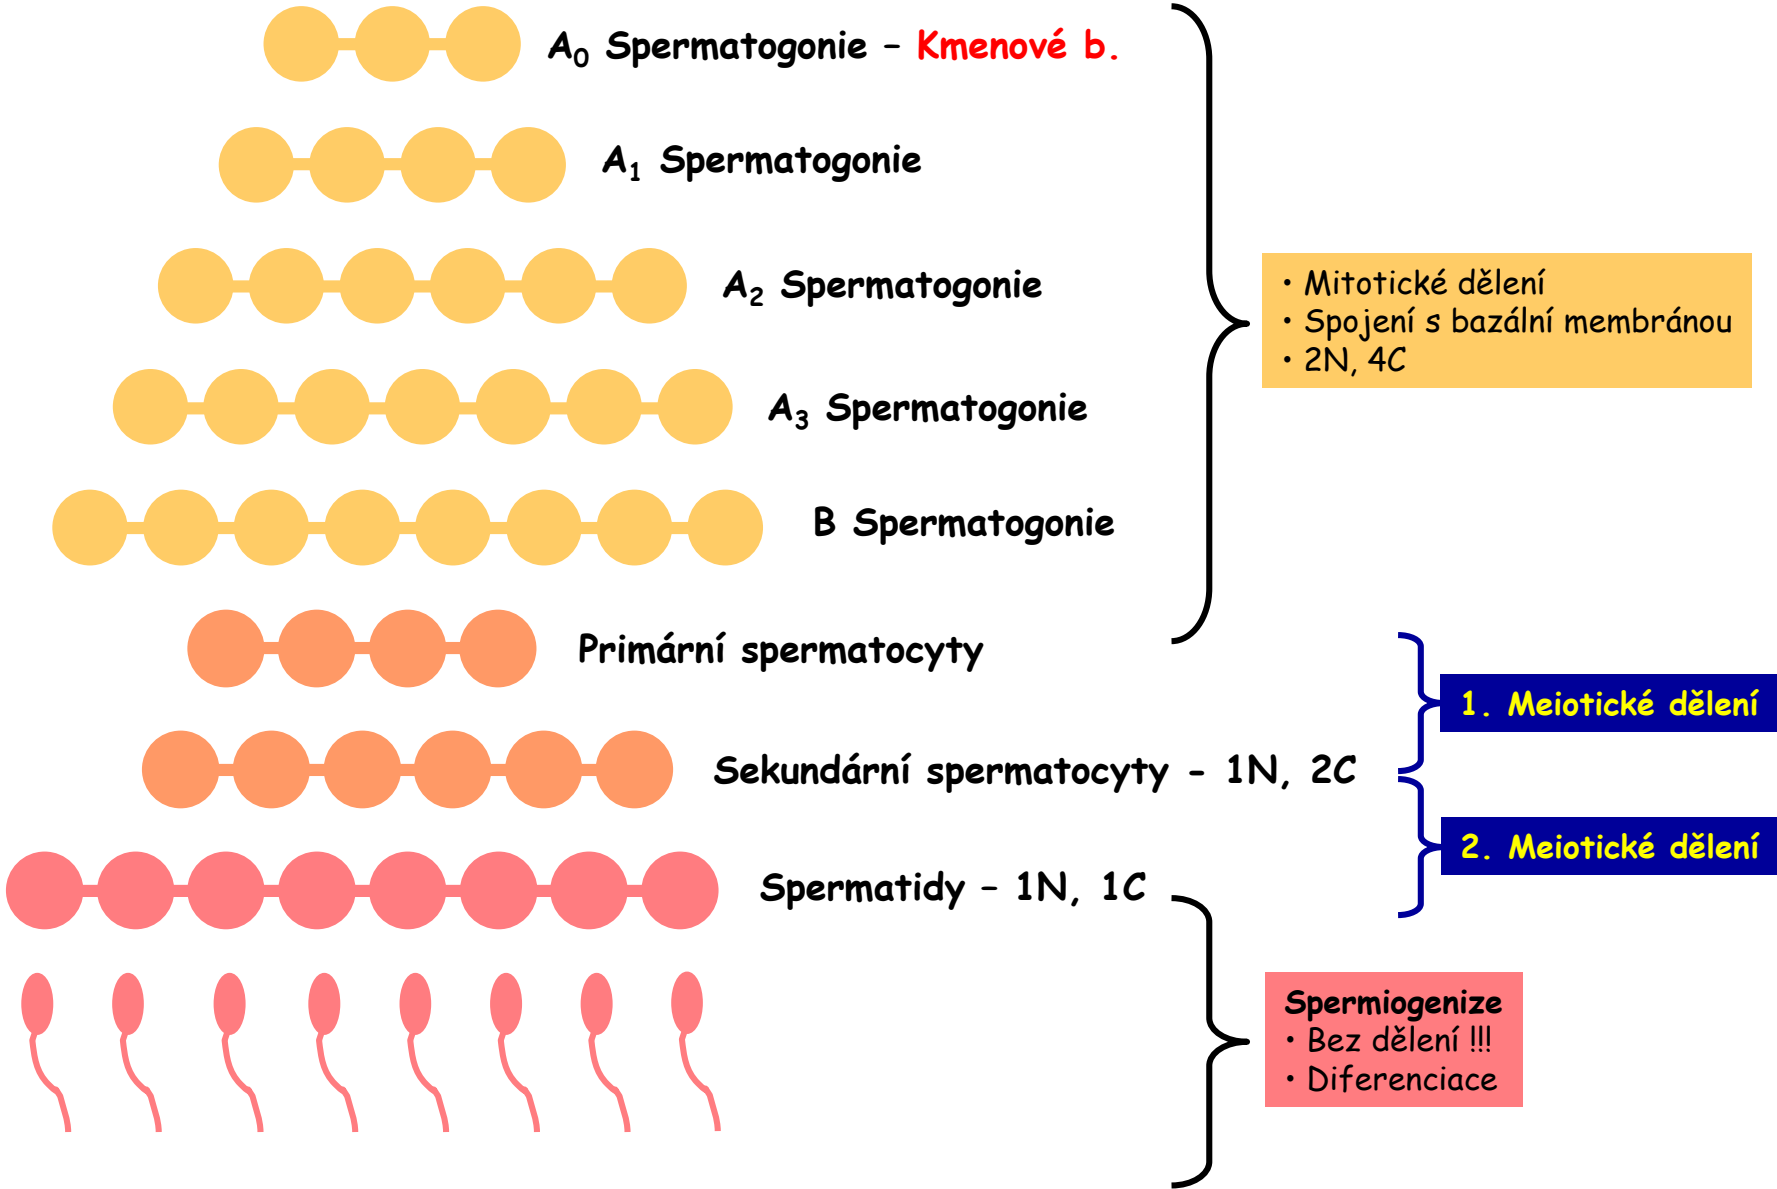 A₀ Spermatogonie – Kmenové b.
A₁ Spermatogonie
A₂ Spermatogonie
• Mitotické dělení
• Spojení s bazální membránou
• 2N, 4C
A₃ Spermatogonie
B Spermatogonie
Primární spermatocyty
1. Meiotické dělení
Sekundární spermatocyty - 1N, 2C
2. Meiotické dělení
Spermatidy – 1N, 1C
Spermiogenize
• Bez dělení !!!
• Diferenciace